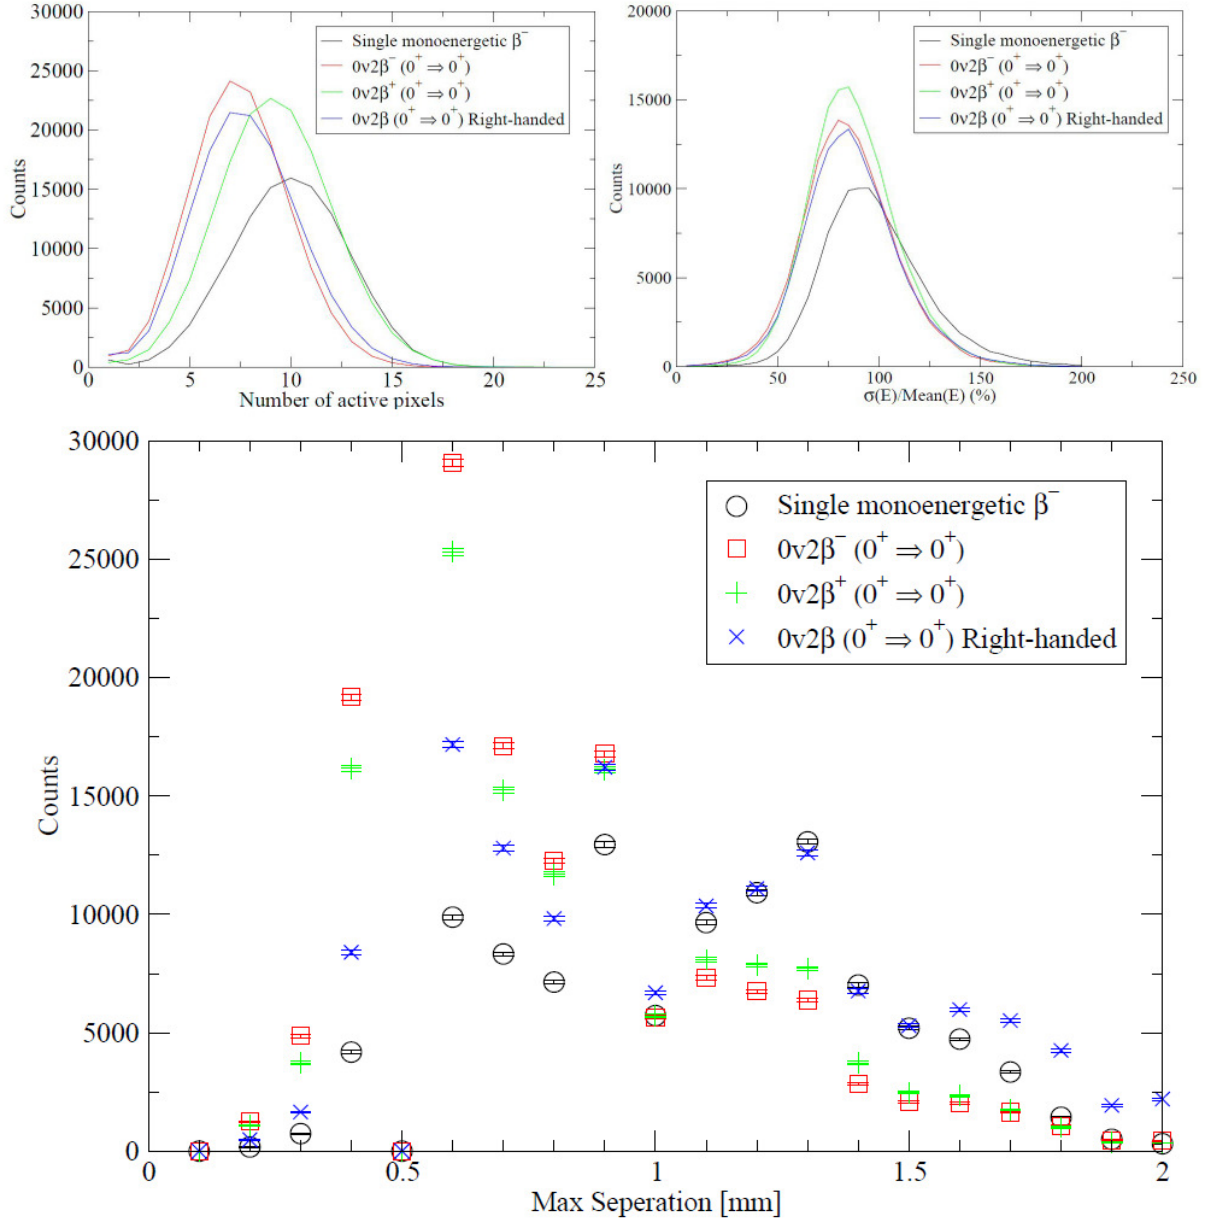 30000
25000
20000
15000
10000
5000
0
Counts
Single monoenergetic β⁻
0ν2β⁻ (0⁺ ⇒ 0⁺)
0ν2β⁺ (0⁺ ⇒ 0⁺)
0ν2β (0⁺ ⇒ 0⁺) Right-handed
0 5 10 15 20 25
Number of active pixels
20000
15000
10000
5000
0
Counts
Single monoenergetic β⁻
0ν2β⁻ (0⁺ ⇒ 0⁺)
0ν2β⁺ (0⁺ ⇒ 0⁺)
0ν2β (0⁺ ⇒ 0⁺) Right-handed
0 50 100 150 200 250
σ(E)/Mean(E) (%)
30000
25000
20000
15000
10000
5000
0
Counts
Single monoenergetic β⁻
0ν2β⁻ (0⁺ ⇒ 0⁺)
0ν2β⁺ (0⁺ ⇒ 0⁺)
0ν2β (0⁺ ⇒ 0⁺) Right-handed
0 0.5 1 1.5 2
Max Seperation [mm]